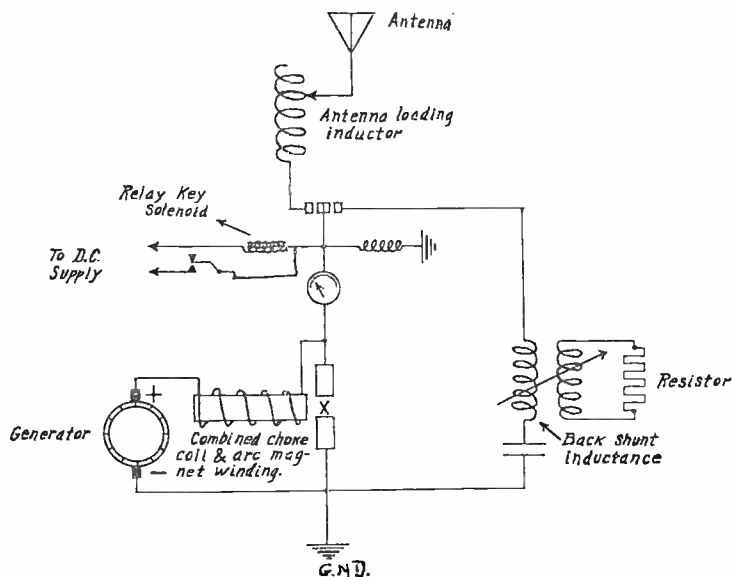 Antenna
Antenna loading
inductor
Relay Key
Solenoid
To D.C.
Supply
+
X
Resistor
Generator
Combined choke
coil & arc mag-
net winding.
Back Shunt
Inductance
—
G.N.D.